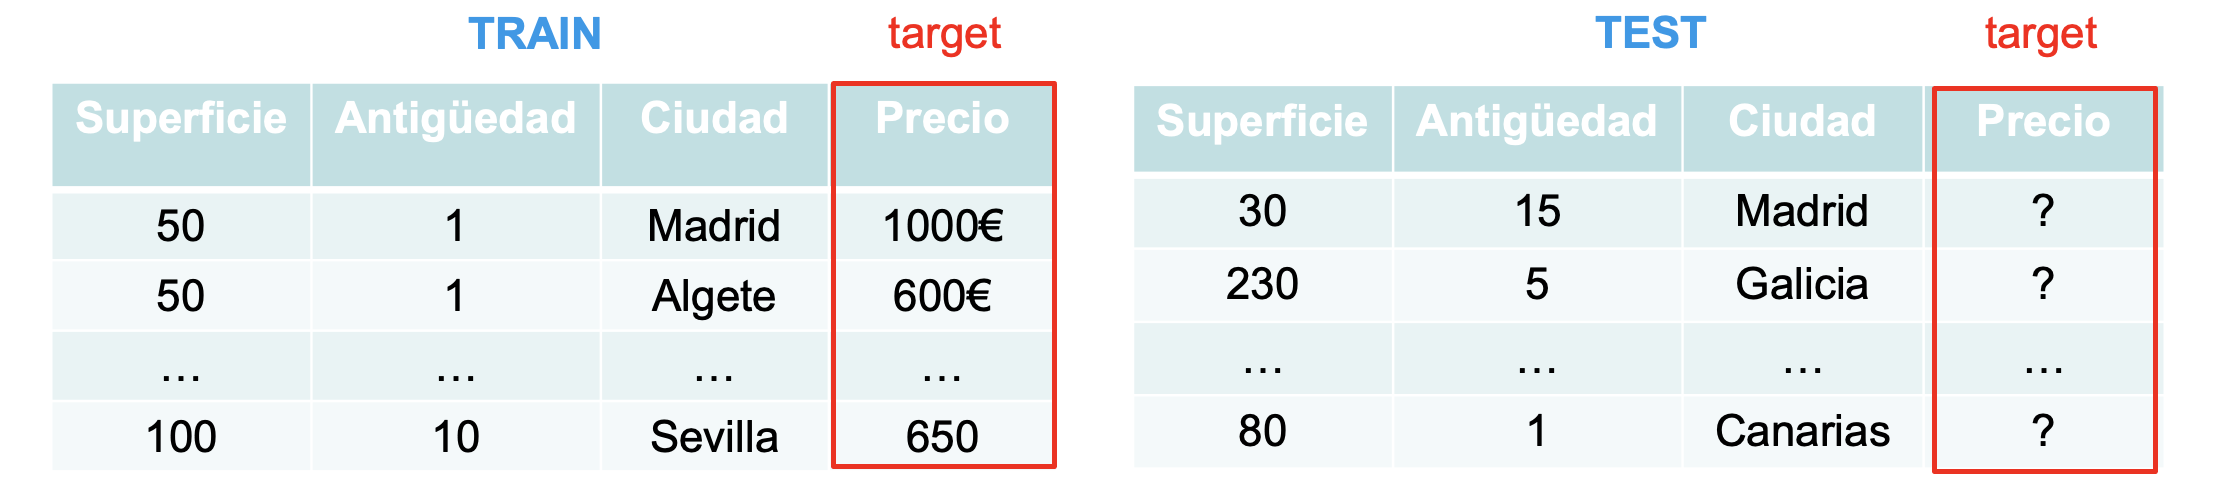 TRAIN target
Superficie Antigüedad Ciudad Precio
50 1 Madrid 1000€
50 1 Algete 600€
... ... ... ...
100 10 Sevilla 650
TEST target
Superficie Antigüedad Ciudad Precio
30 15 Madrid ?
230 5 Galicia ?
... ... ... ...
80 1 Canarias ?